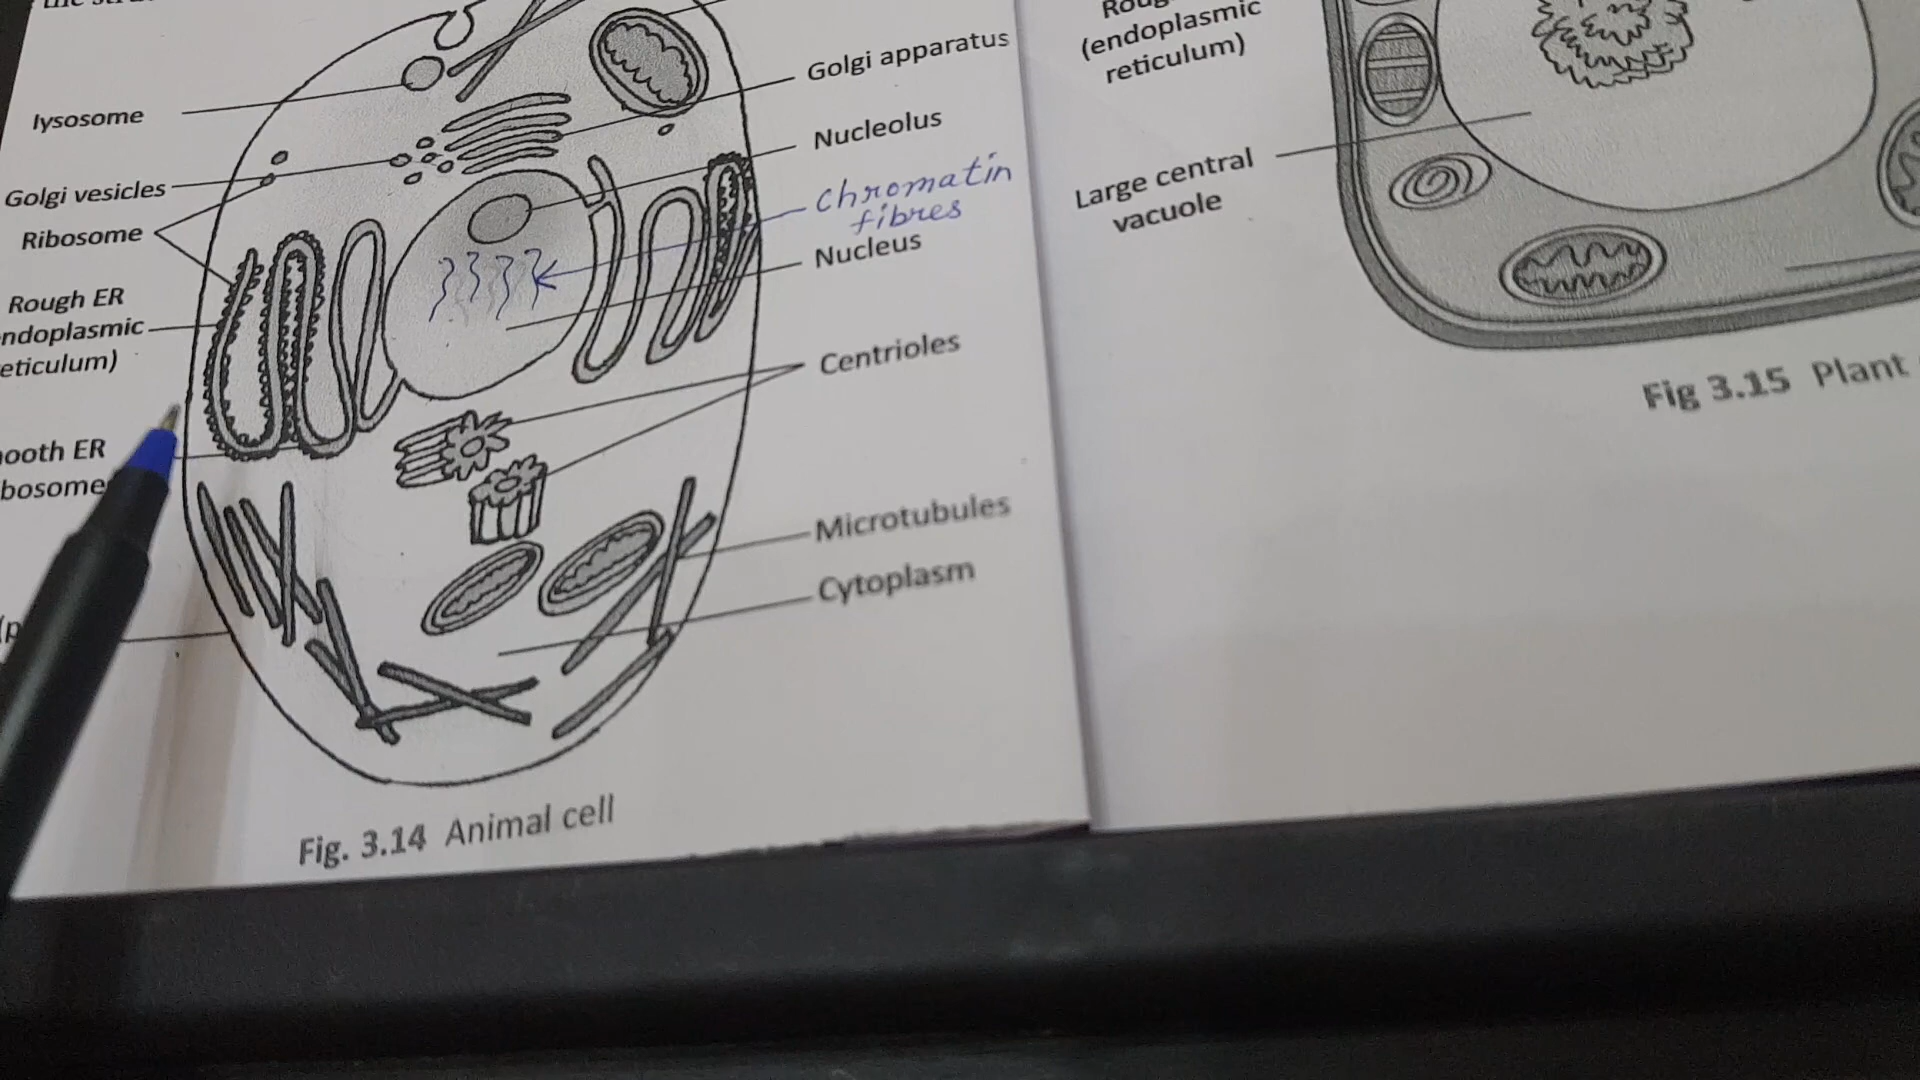 lysosome
Golgi vesicles
Ribosome
Rough ER
ndoplasmic
eticulum)
ooth ER
bosome
(p
Golgi apparatus
Nucleolus
chromatin
fibres
Nucleus
Centrioles
Microtubules
Cytoplasm
Fig. 3.14 Animal cell
(endoplasmic
reticulum)
Large central
vacuole
Fig 3.15 Plant